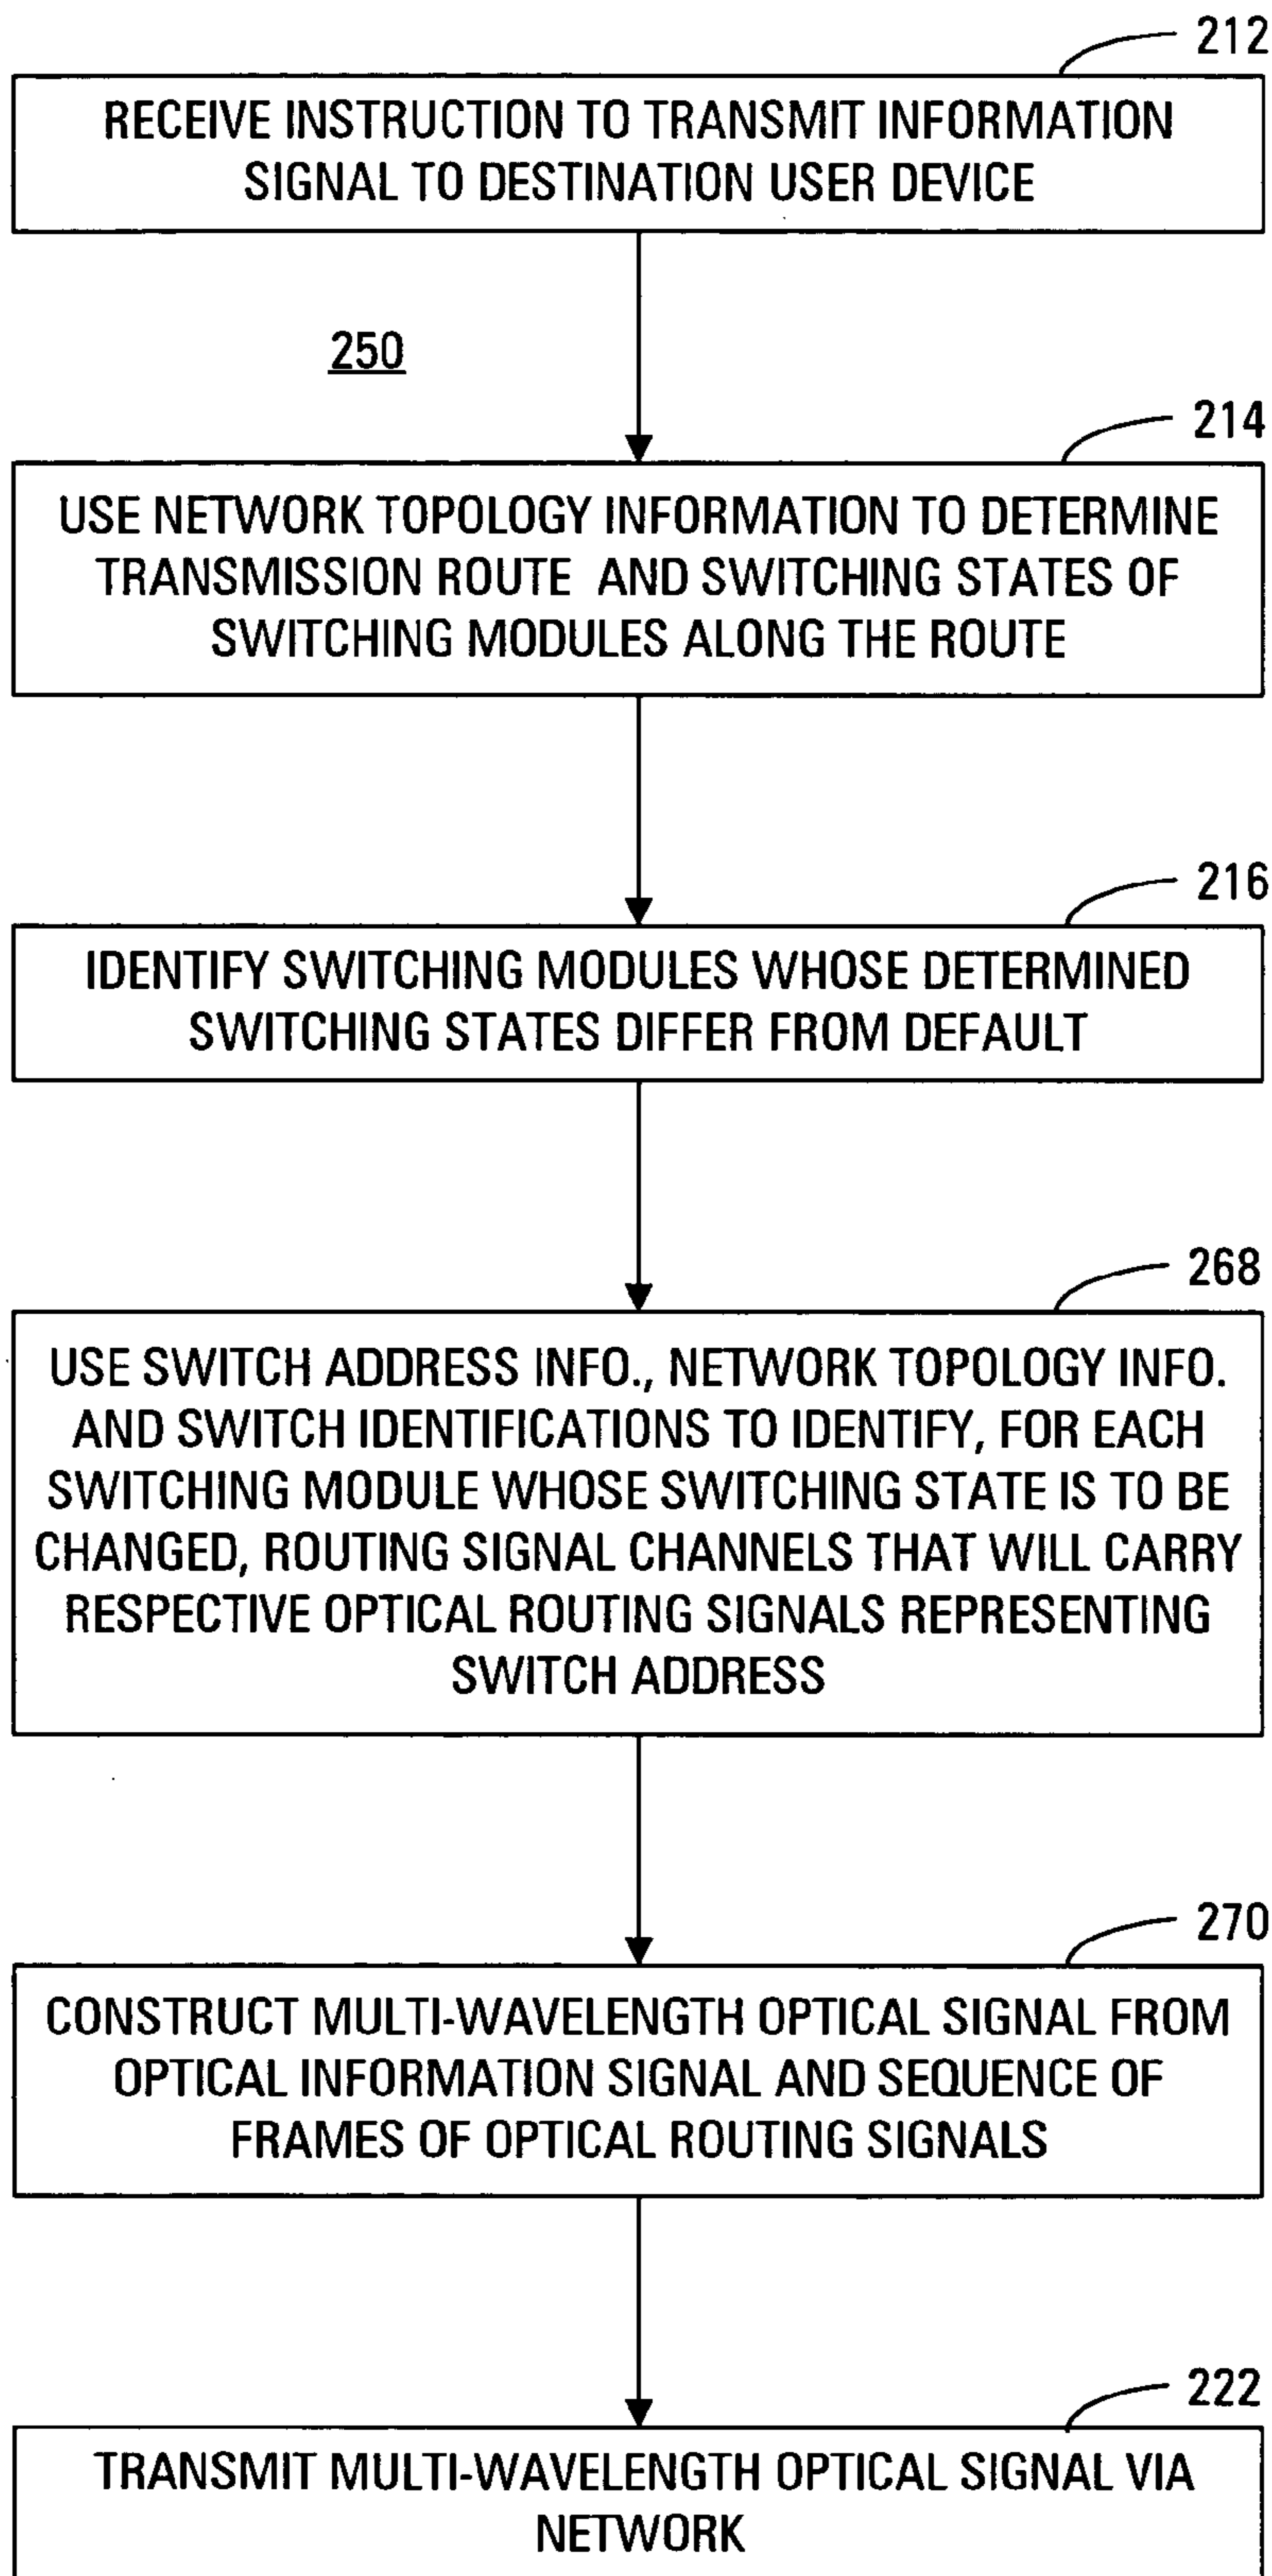 212
RECEIVE INSTRUCTION TO TRANSMIT INFORMATION
SIGNAL TO DESTINATION USER DEVICE
250
214
USE NETWORK TOPOLOGY INFORMATION TO DETERMINE
TRANSMISSION ROUTE AND SWITCHING STATES OF
SWITCHING MODULES ALONG THE ROUTE
216
IDENTIFY SWITCHING MODULES WHOSE DETERMINED
SWITCHING STATES DIFFER FROM DEFAULT
268
USE SWITCH ADDRESS INFO., NETWORK TOPOLOGY INFO.
AND SWITCH IDENTIFICATIONS TO IDENTIFY, FOR EACH
SWITCHING MODULE WHOSE SWITCHING STATE IS TO BE
CHANGED, ROUTING SIGNAL CHANNELS THAT WILL CARRY
RESPECTIVE OPTICAL ROUTING SIGNALS REPRESENTING
SWITCH ADDRESS
270
CONSTRUCT MULTI-WAVELENGTH OPTICAL SIGNAL FROM
OPTICAL INFORMATION SIGNAL AND SEQUENCE OF
FRAMES OF OPTICAL ROUTING SIGNALS
222
TRANSMIT MULTI-WAVELENGTH OPTICAL SIGNAL VIA
NETWORK